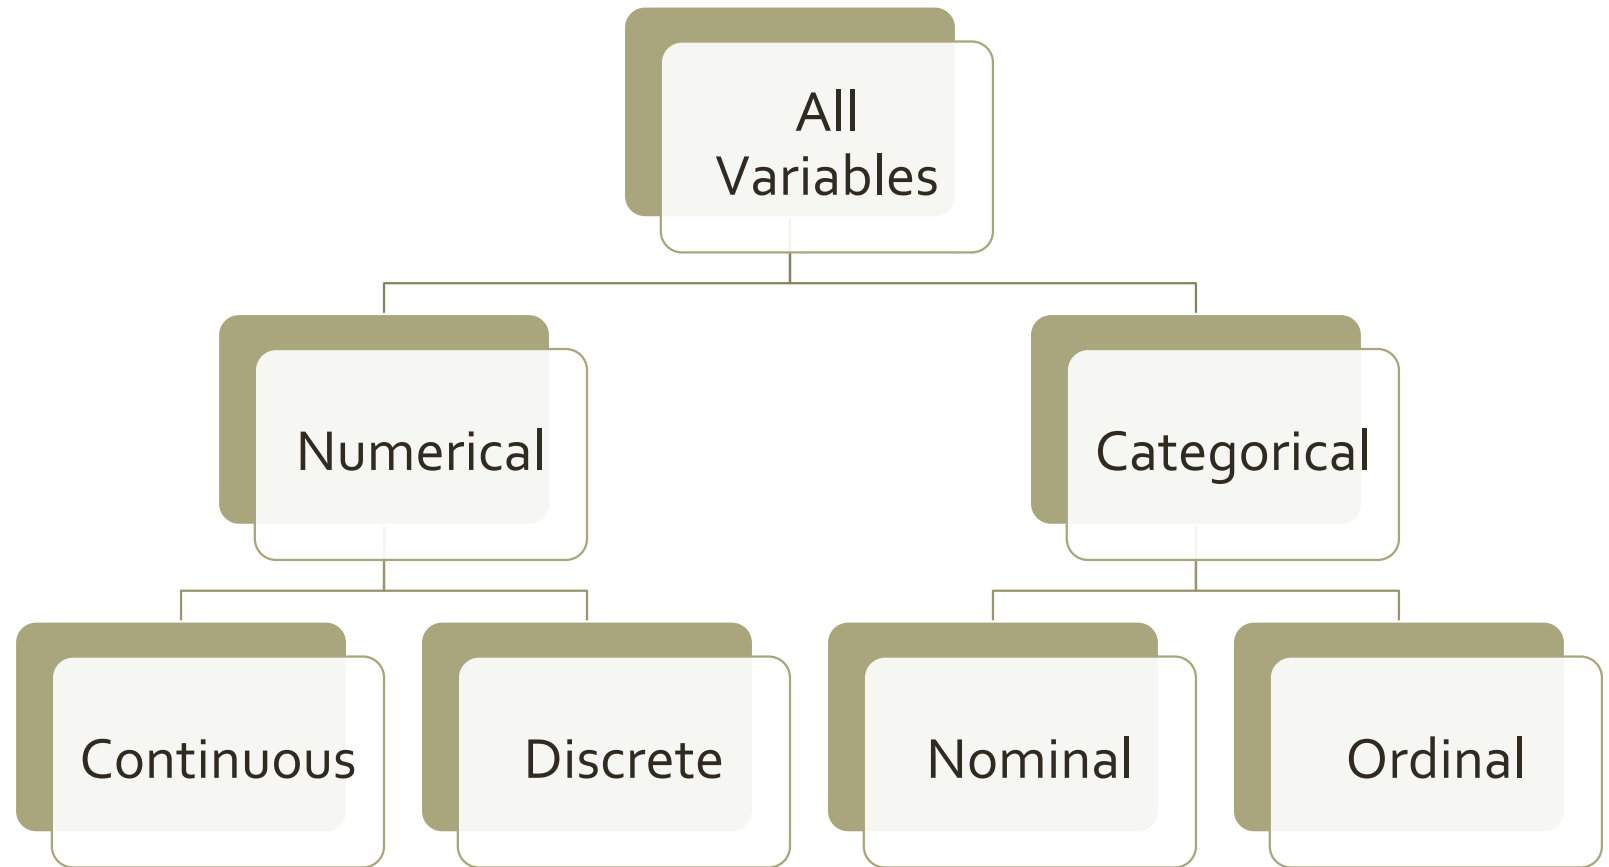 All
Variables
Numerical
Categorical
Continuous
Discrete
Nominal
Ordinal